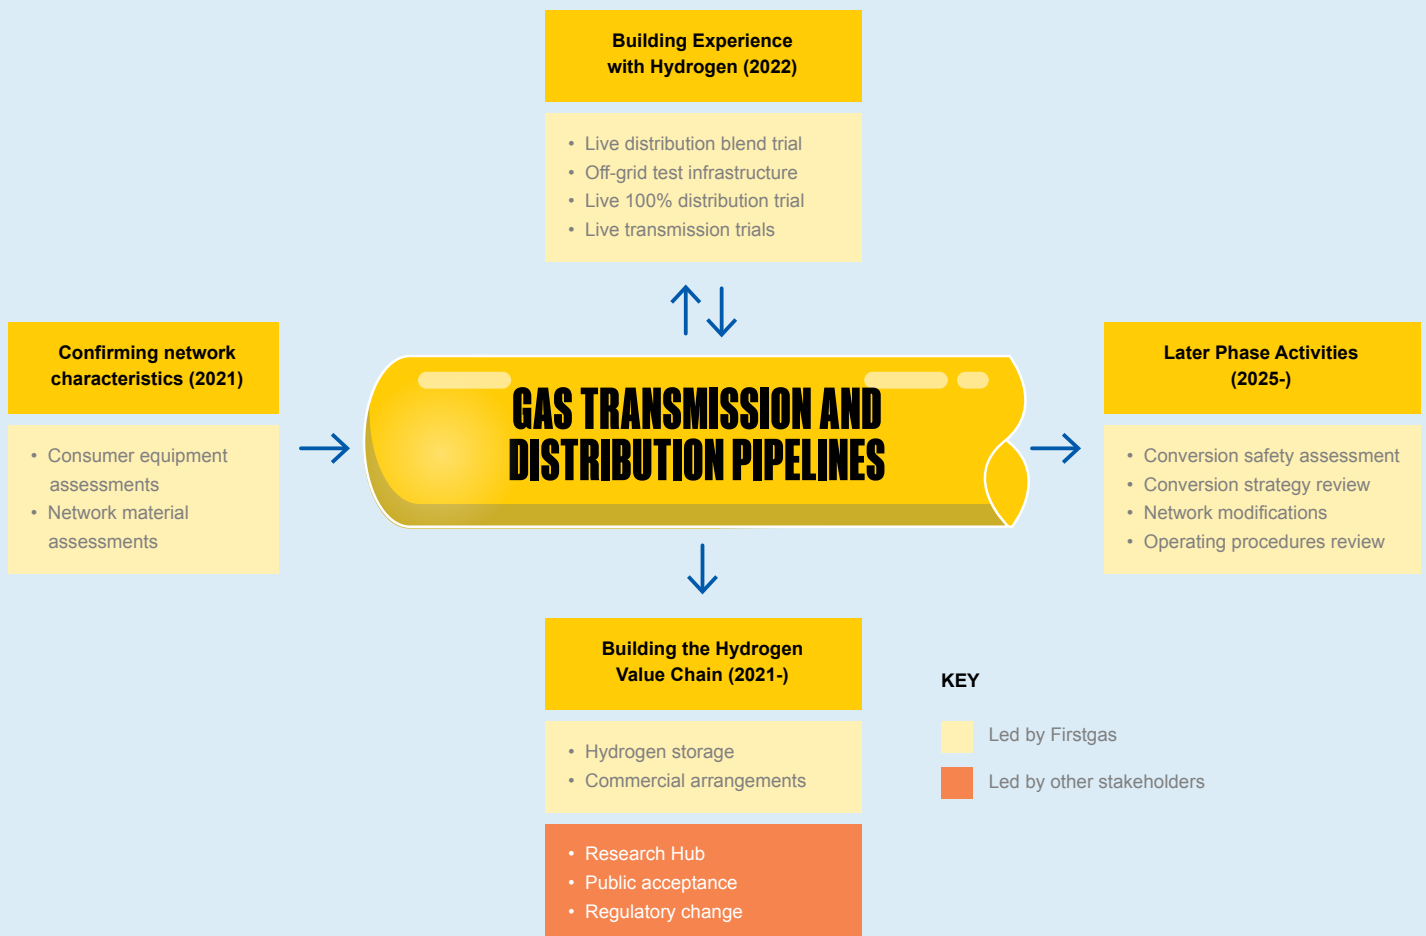 Building Experience
with Hydrogen (2022)
• Live distribution blend trial
• Off-grid test infrastructure
• Live 100% distribution trial
• Live transmission trials
Confirming network
characteristics (2021)
• Consumer equipment
assessments
• Network material
assessments
GAS TRANSMISSION AND
DISTRIBUTION PIPELINES
Later Phase Activities
(2025-)
• Conversion safety assessment
• Conversion strategy review
• Network modifications
• Operating procedures review
Building the Hydrogen
Value Chain (2021-)
• Hydrogen storage
• Commercial arrangements
• Research Hub
• Public acceptance
• Regulatory change
KEY
Led by Firstgas
Led by other stakeholders